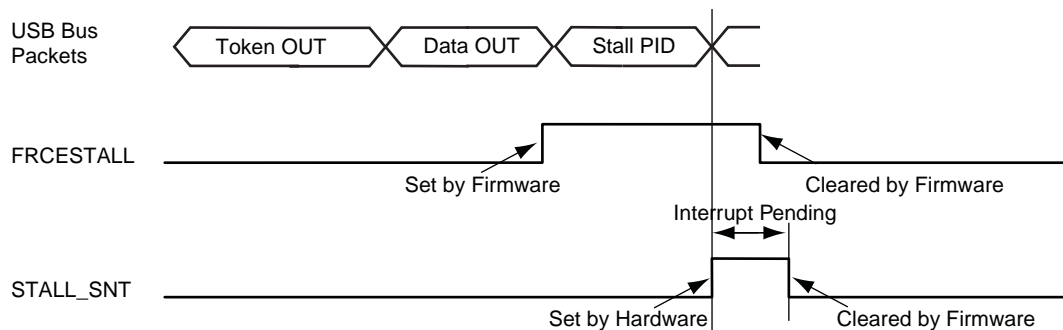 USB Bus
Packets
Token OUT
Data OUT
Stall PID
FRCESTALL
Set by Firmware
Cleared by Firmware
Interrupt Pending
STALL_SNT
Set by Hardware
Cleared by Firmware